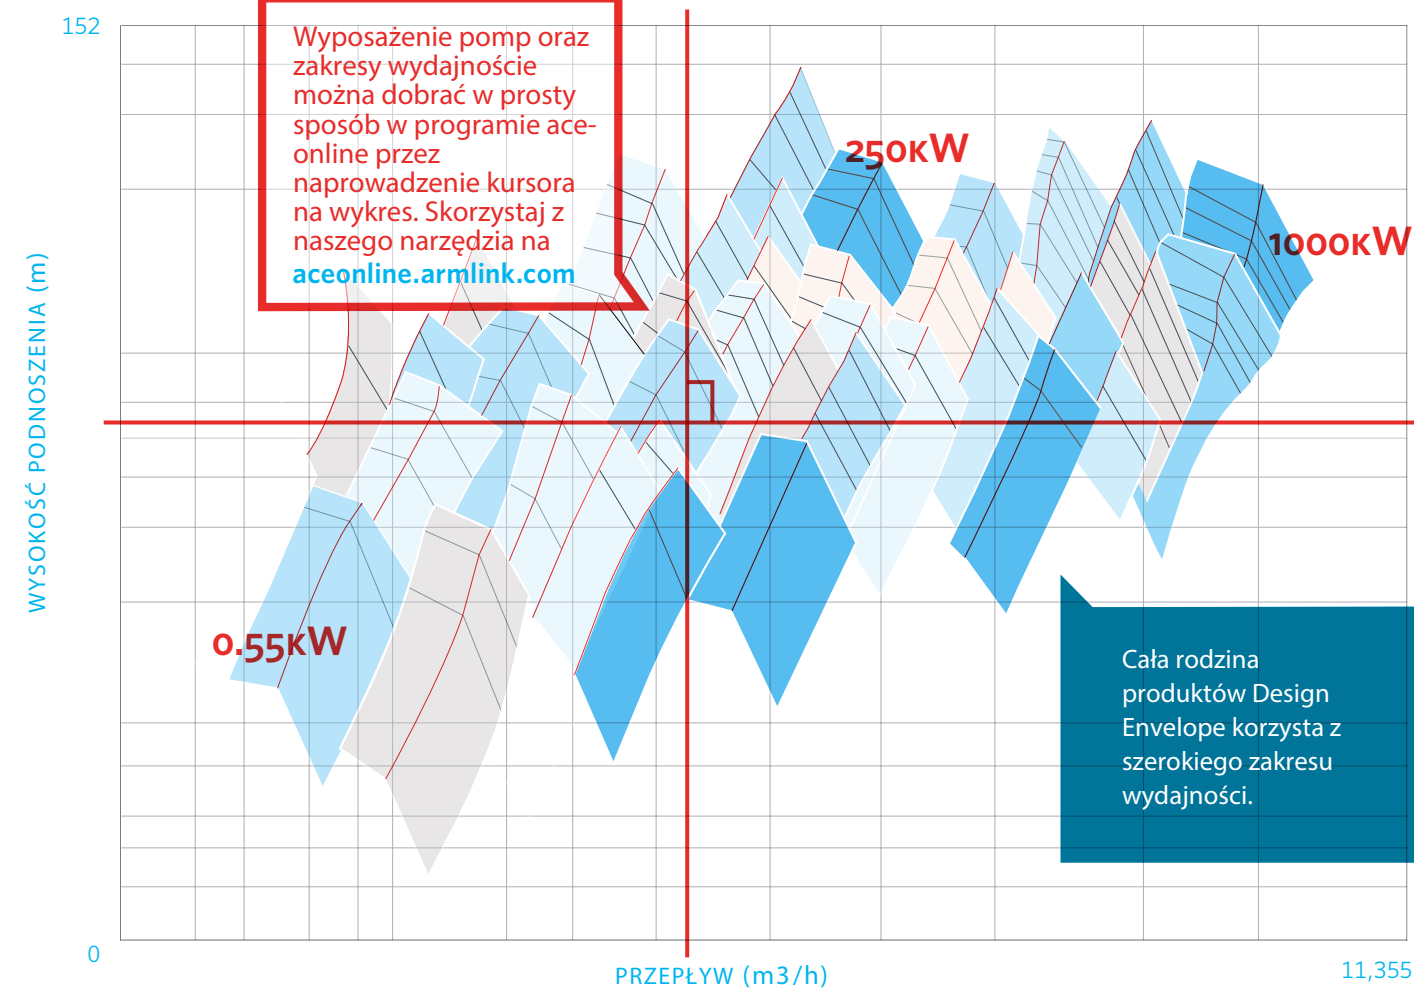 152
Wyposażenie pomp oraz
zakresy wydajnoście
można dobrać w prosty
sposób w programie ace-
online przez
naprowadzenie kursora
na wykres. Skorzystaj z
naszego narzędzia na
aceonline.armlink.com
250KW
1000KW
WYSOKOŚĆ PODNOSZENIA (m)
0.55KW
Cała rodzina
produktów Design
Envelope korzysta z
szerokiego zakresu
wydajności.
0
PRZEPŁYW (m3/h)
11,355